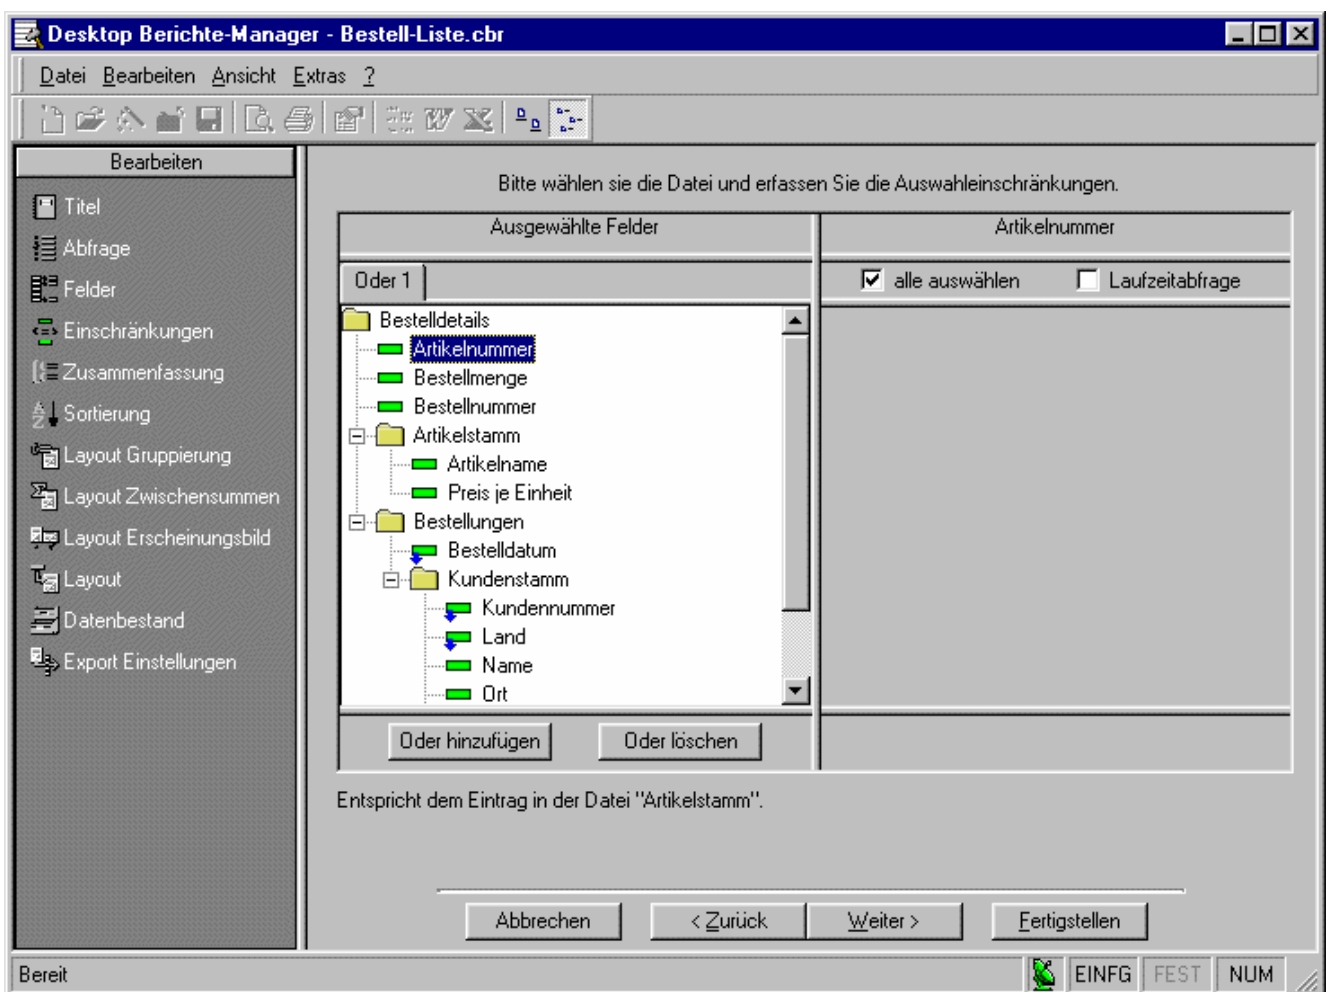 Desktop Berichte-Manager - Bestell-Liste.cbr
Datei Bearbeiten Ansicht Extras ?
Bearbeiten
Titel
Abfrage
Felder
Einschränkungen
Zusammenfassung
Sortierung
Layout Gruppierung
Layout Zwischensummen
Layout Erscheinungsbild
Layout
Datenbestand
Export Einstellungen
Bitte wählen sie die Datei und erfassen Sie die Auswahleinschränkungen.
Ausgewählte Felder
Oder 1
Bestelldetails
Artikelnummer
Bestellmenge
Bestellnummer
Artikelstamm
Artikelname
Preis je Einheit
Bestellungen
Bestelldatum
Kundenstamm
Kundennummer
Land
Name
Ort
Oder hinzufügen Oder löschen
Artikelnummer
alle auswählen Laufzeitabfrage
Entspricht dem Eintrag in der Datei "Artikelstamm".
Abbrechen < Zurück Weiter > Fertigstellen
Bereit EINFG FEST NUM